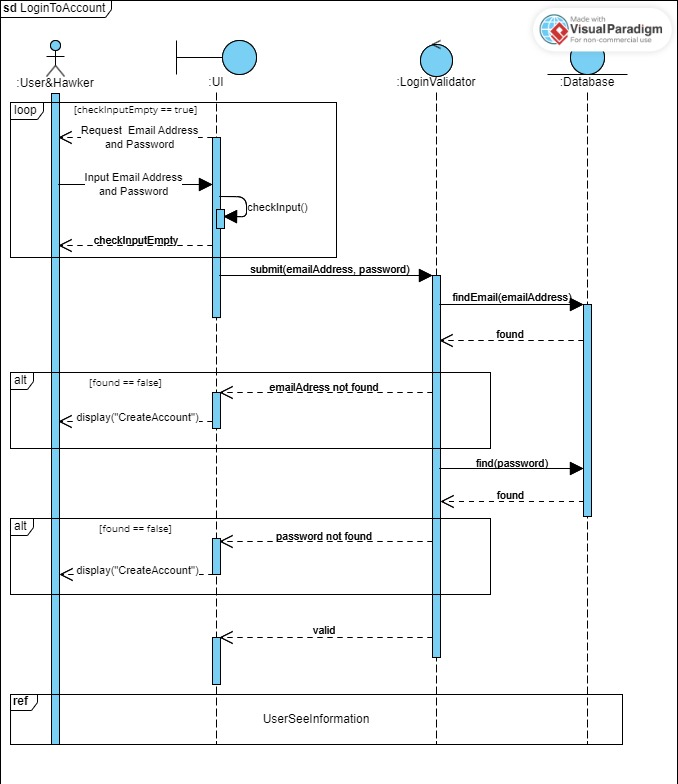 sd LoginToAccount
Made with
VisualParadigm
For non-commercial use
:User&Hawker
:UI
:LoginValidator
:Database
loop
[checkInputEmpty == true]
Request Email Address
and Password
Input Email Address
and Password
checkInput()
checkInputEmpty
submit(emailAddress, password)
findEmail(emailAddress)
found
alt
[found == false]
emailAdress not found
display("CreateAccount")
find(password)
found
alt
[found == false]
password not found
display("CreateAccount")
valid
ref
UserSeeInformation